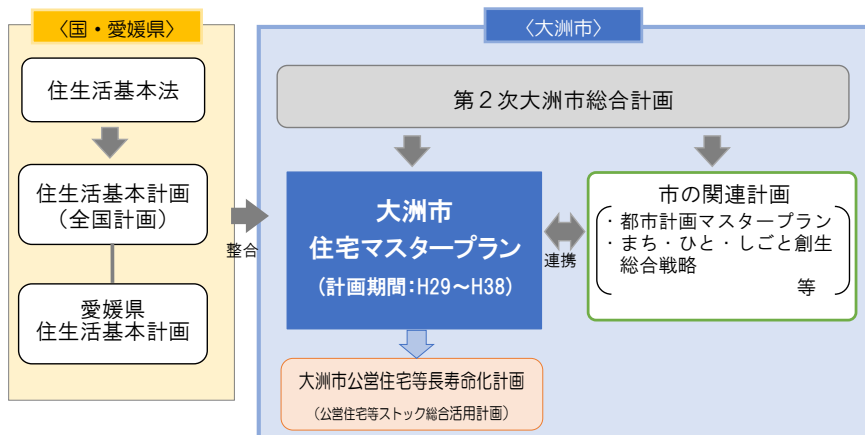 〈国・愛媛県〉
住生活基本法
住生活基本計画
（全国計画）
愛媛県
住生活基本計画
整合
〈大洲市〉
第２次大洲市総合計画
大洲市
住宅マスタープラン
（計画期間：H29～H38）
連携
市の関連計画
・都市計画マスタープラン
・まち・ひと・しごと創生
総合戦略
等
大洲市公営住宅等長寿命化計画
（公営住宅等ストック総合活用計画）